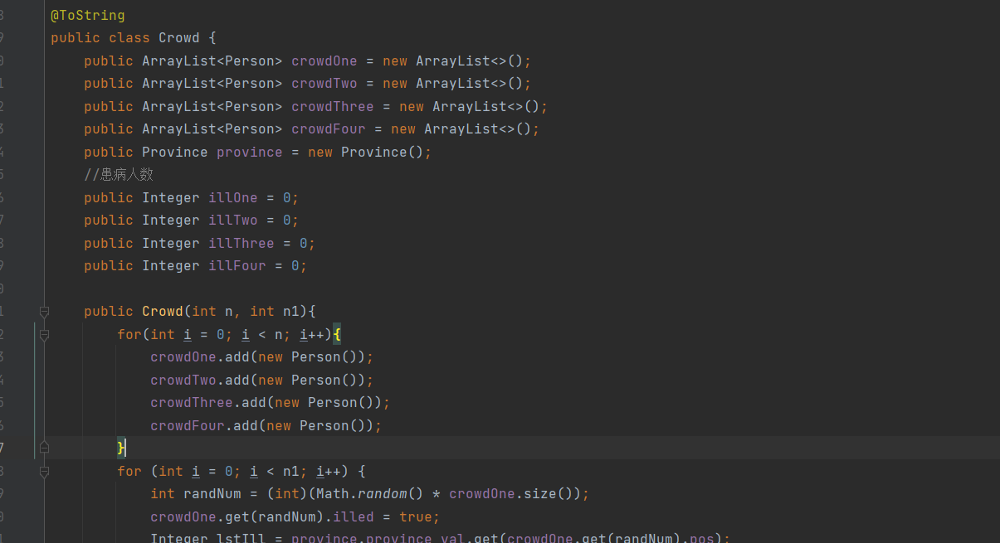 @ToString
public class Crowd {
public ArrayList<Person> crowdOne = new ArrayList<>();
public ArrayList<Person> crowdTwo = new ArrayList<>();
public ArrayList<Person> crowdThree = new ArrayList<>();
public ArrayList<Person> crowdFour = new ArrayList<>();
public Province province = new Province();
//患病人数
public Integer illOne = 0;
public Integer illTwo = 0;
public Integer illThree = 0;
public Integer illFour = 0;
public Crowd(int n, int n1){
for(int i = 0; i < n; i++){
crowdOne.add(new Person());
crowdTwo.add(new Person());
crowdThree.add(new Person());
crowdFour.add(new Person());
}
for (int i = 0; i < n1; i++) {
int randNum = (int)(Math.random() * crowdOne.size());
crowdOne.get(randNum).illed = true;
Integer lstIll = province.province_val.get(crowdOne.get(randNum).pos);